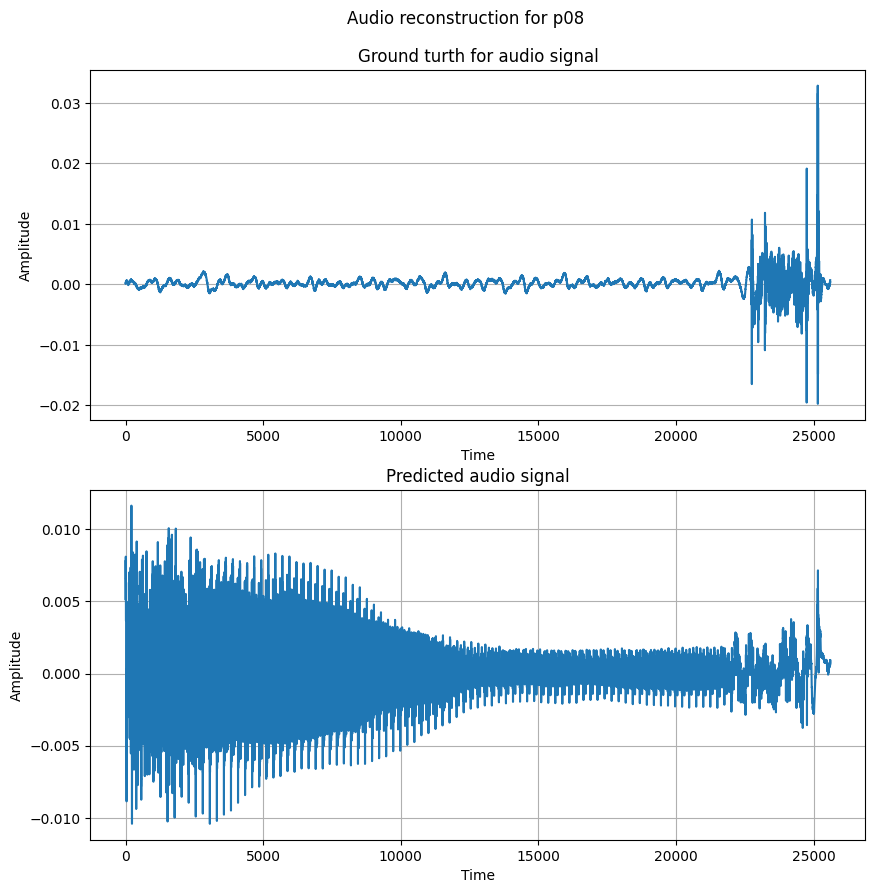 Audio reconstruction for p08
Ground turth for audio signal
Amplitude
0.03
0.02
0.01
0.00
−0.01
−0.02
0 5000 10000 15000 20000 25000
Time
Predicted audio signal
Amplitude
0.010
0.005
0.000
−0.005
−0.010
0 5000 10000 15000 20000 25000
Time